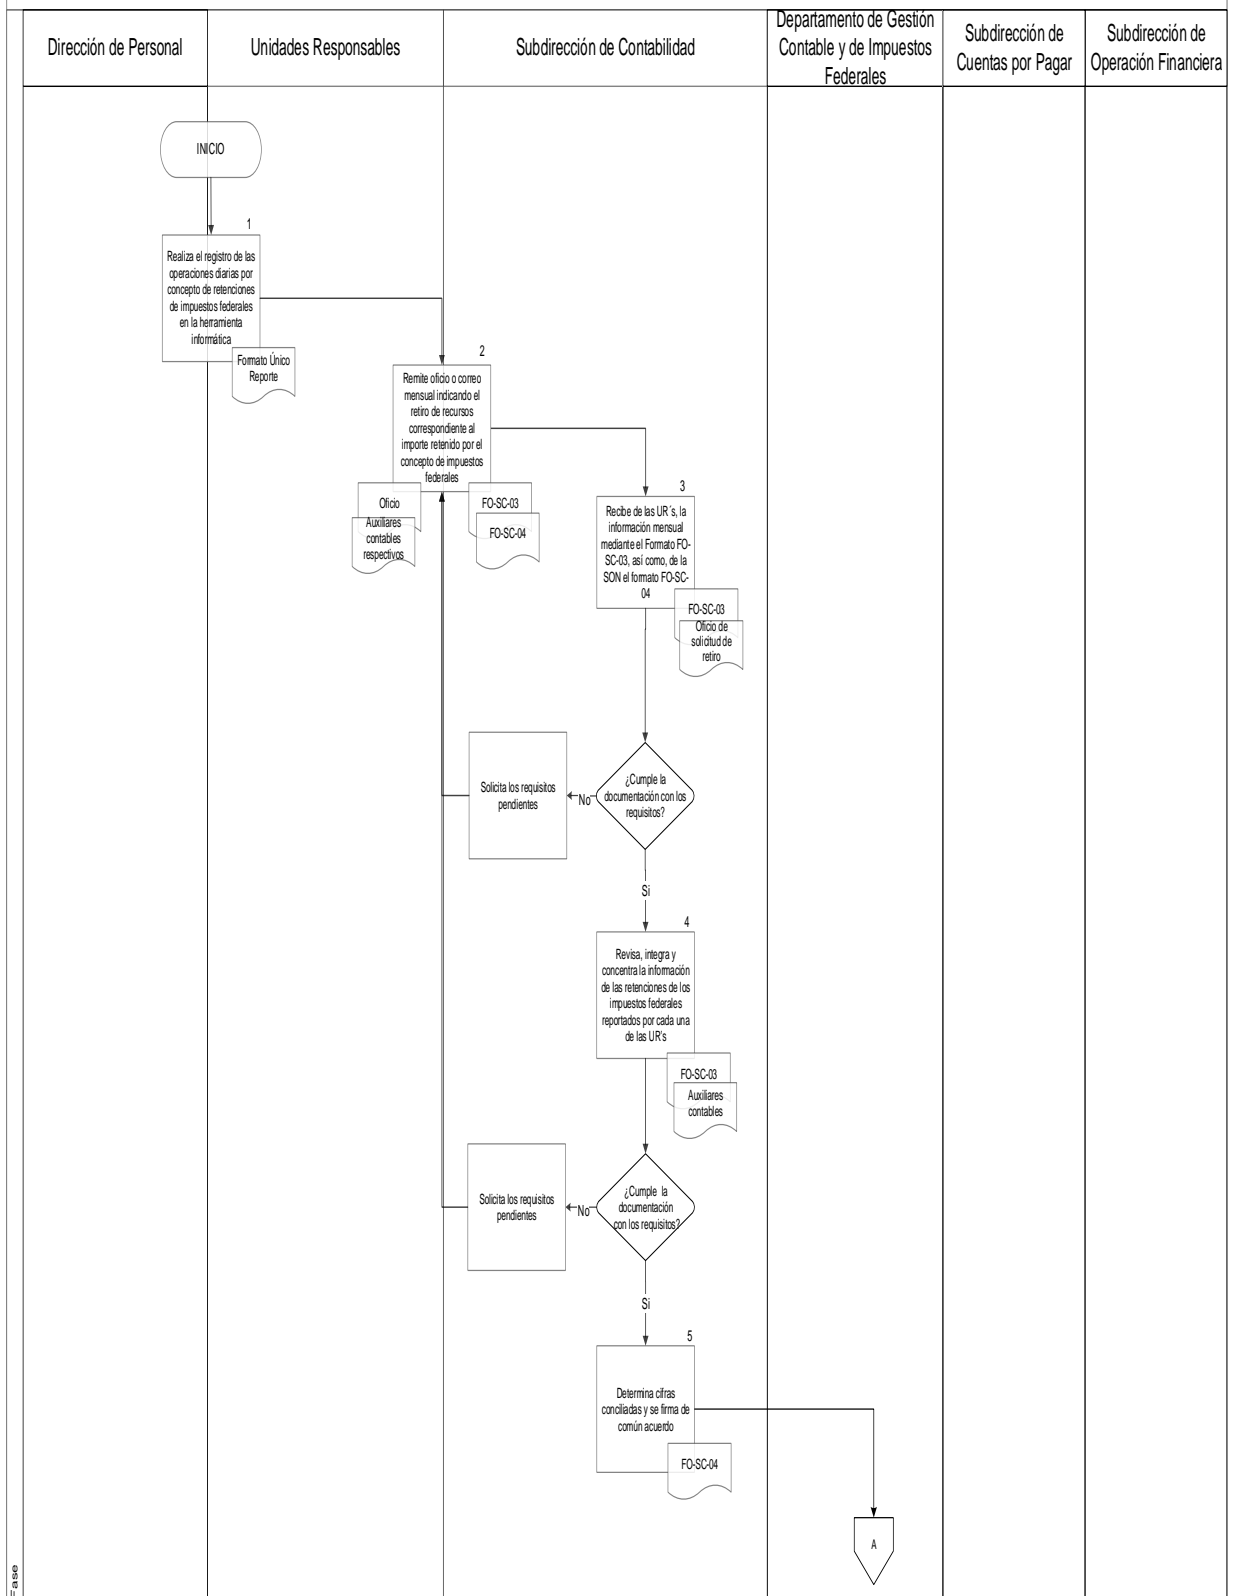 Dirección de Personal
Unidades Responsables
Subdirección de Contabilidad
Departamento de Gestión
Contable y de Impuestos
Federales
Subdirección de
Cuentas por Pagar
Subdirección de
Operación Financiera
INICIO
1
Realiza el registro de las
operaciones diarias por
concepto de retenciones
de impuestos federales
en la herramienta
informática
Formato Único
Reporte
2
Remite oficio o correo
mensual indicando el
retiro de recursos
correspondiente al
importe retenido por el
concepto de impuestos
federales
Oficio
Auxiliares
contables
respectivos
FO-SC-03
FO-SC-04
3
Recibe de las UR´s, la
información mensual
mediante el Formato FO-
SC-03, así como, de la
SON el formato FO-SC-
04
FO-SC-03
Oficio de
solicitud de
retiro
¿Cumple la
documentación con los
requisitos?
No
Solicita los requisitos
pendientes
Si
4
Revisa, integra y
concentra la información
de las retenciones de los
impuestos federales
reportados por cada una
de las UR's
FO-SC-03
Auxiliares
contables
¿Cumple la
documentación
con los requisitos?
No
Solicita los requisitos
pendientes
Si
5
Determina cifras
conciliadas y se firma de
común acuerdo
FO-SC-04
A
Fase